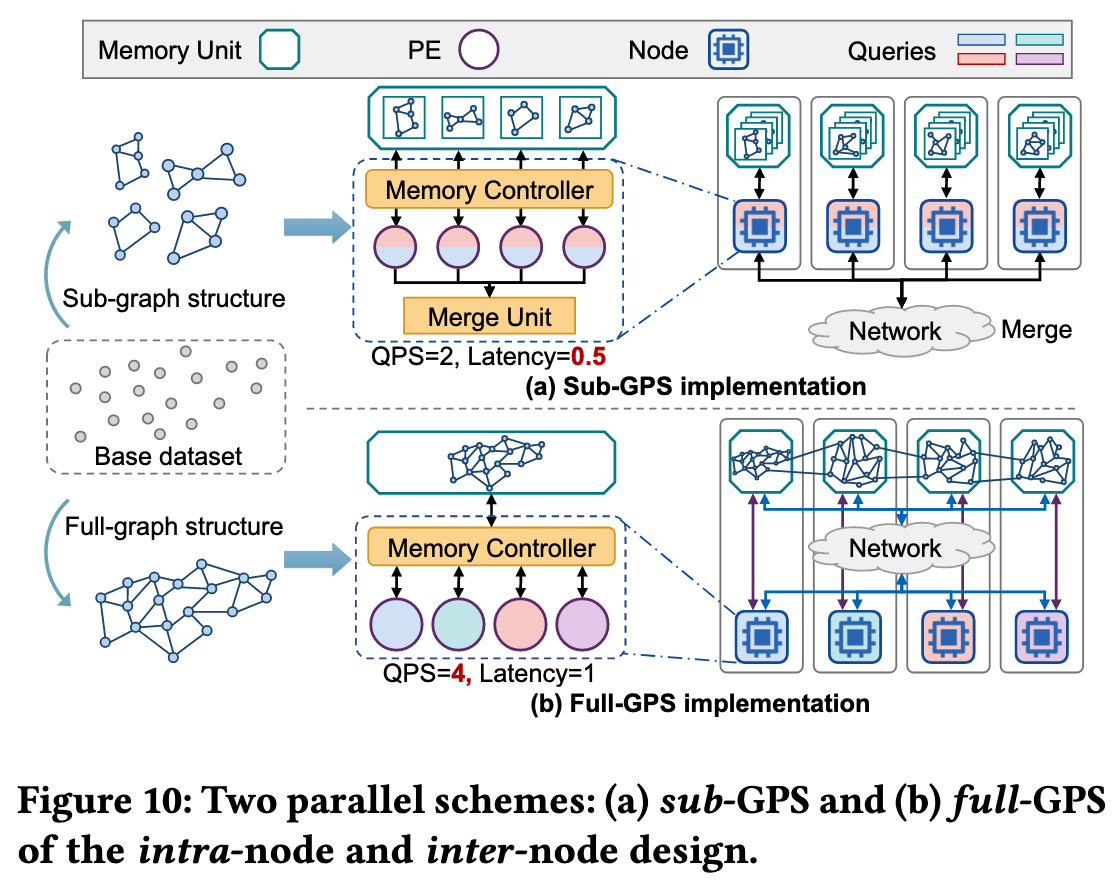 Memory Unit PE Node Queries
Memory Controller
Sub-graph structure
Merge Unit
Network Merge
QPS=2, Latency=0.5
(a) Sub-GPS implementation
Base dataset
Full-graph structure
Memory Controller
Network
QPS=4, Latency=1
(b) Full-GPS implementation
Figure 10: Two parallel schemes: (a) sub-GPS and (b) full-GPS
of the intra-node and inter-node design.